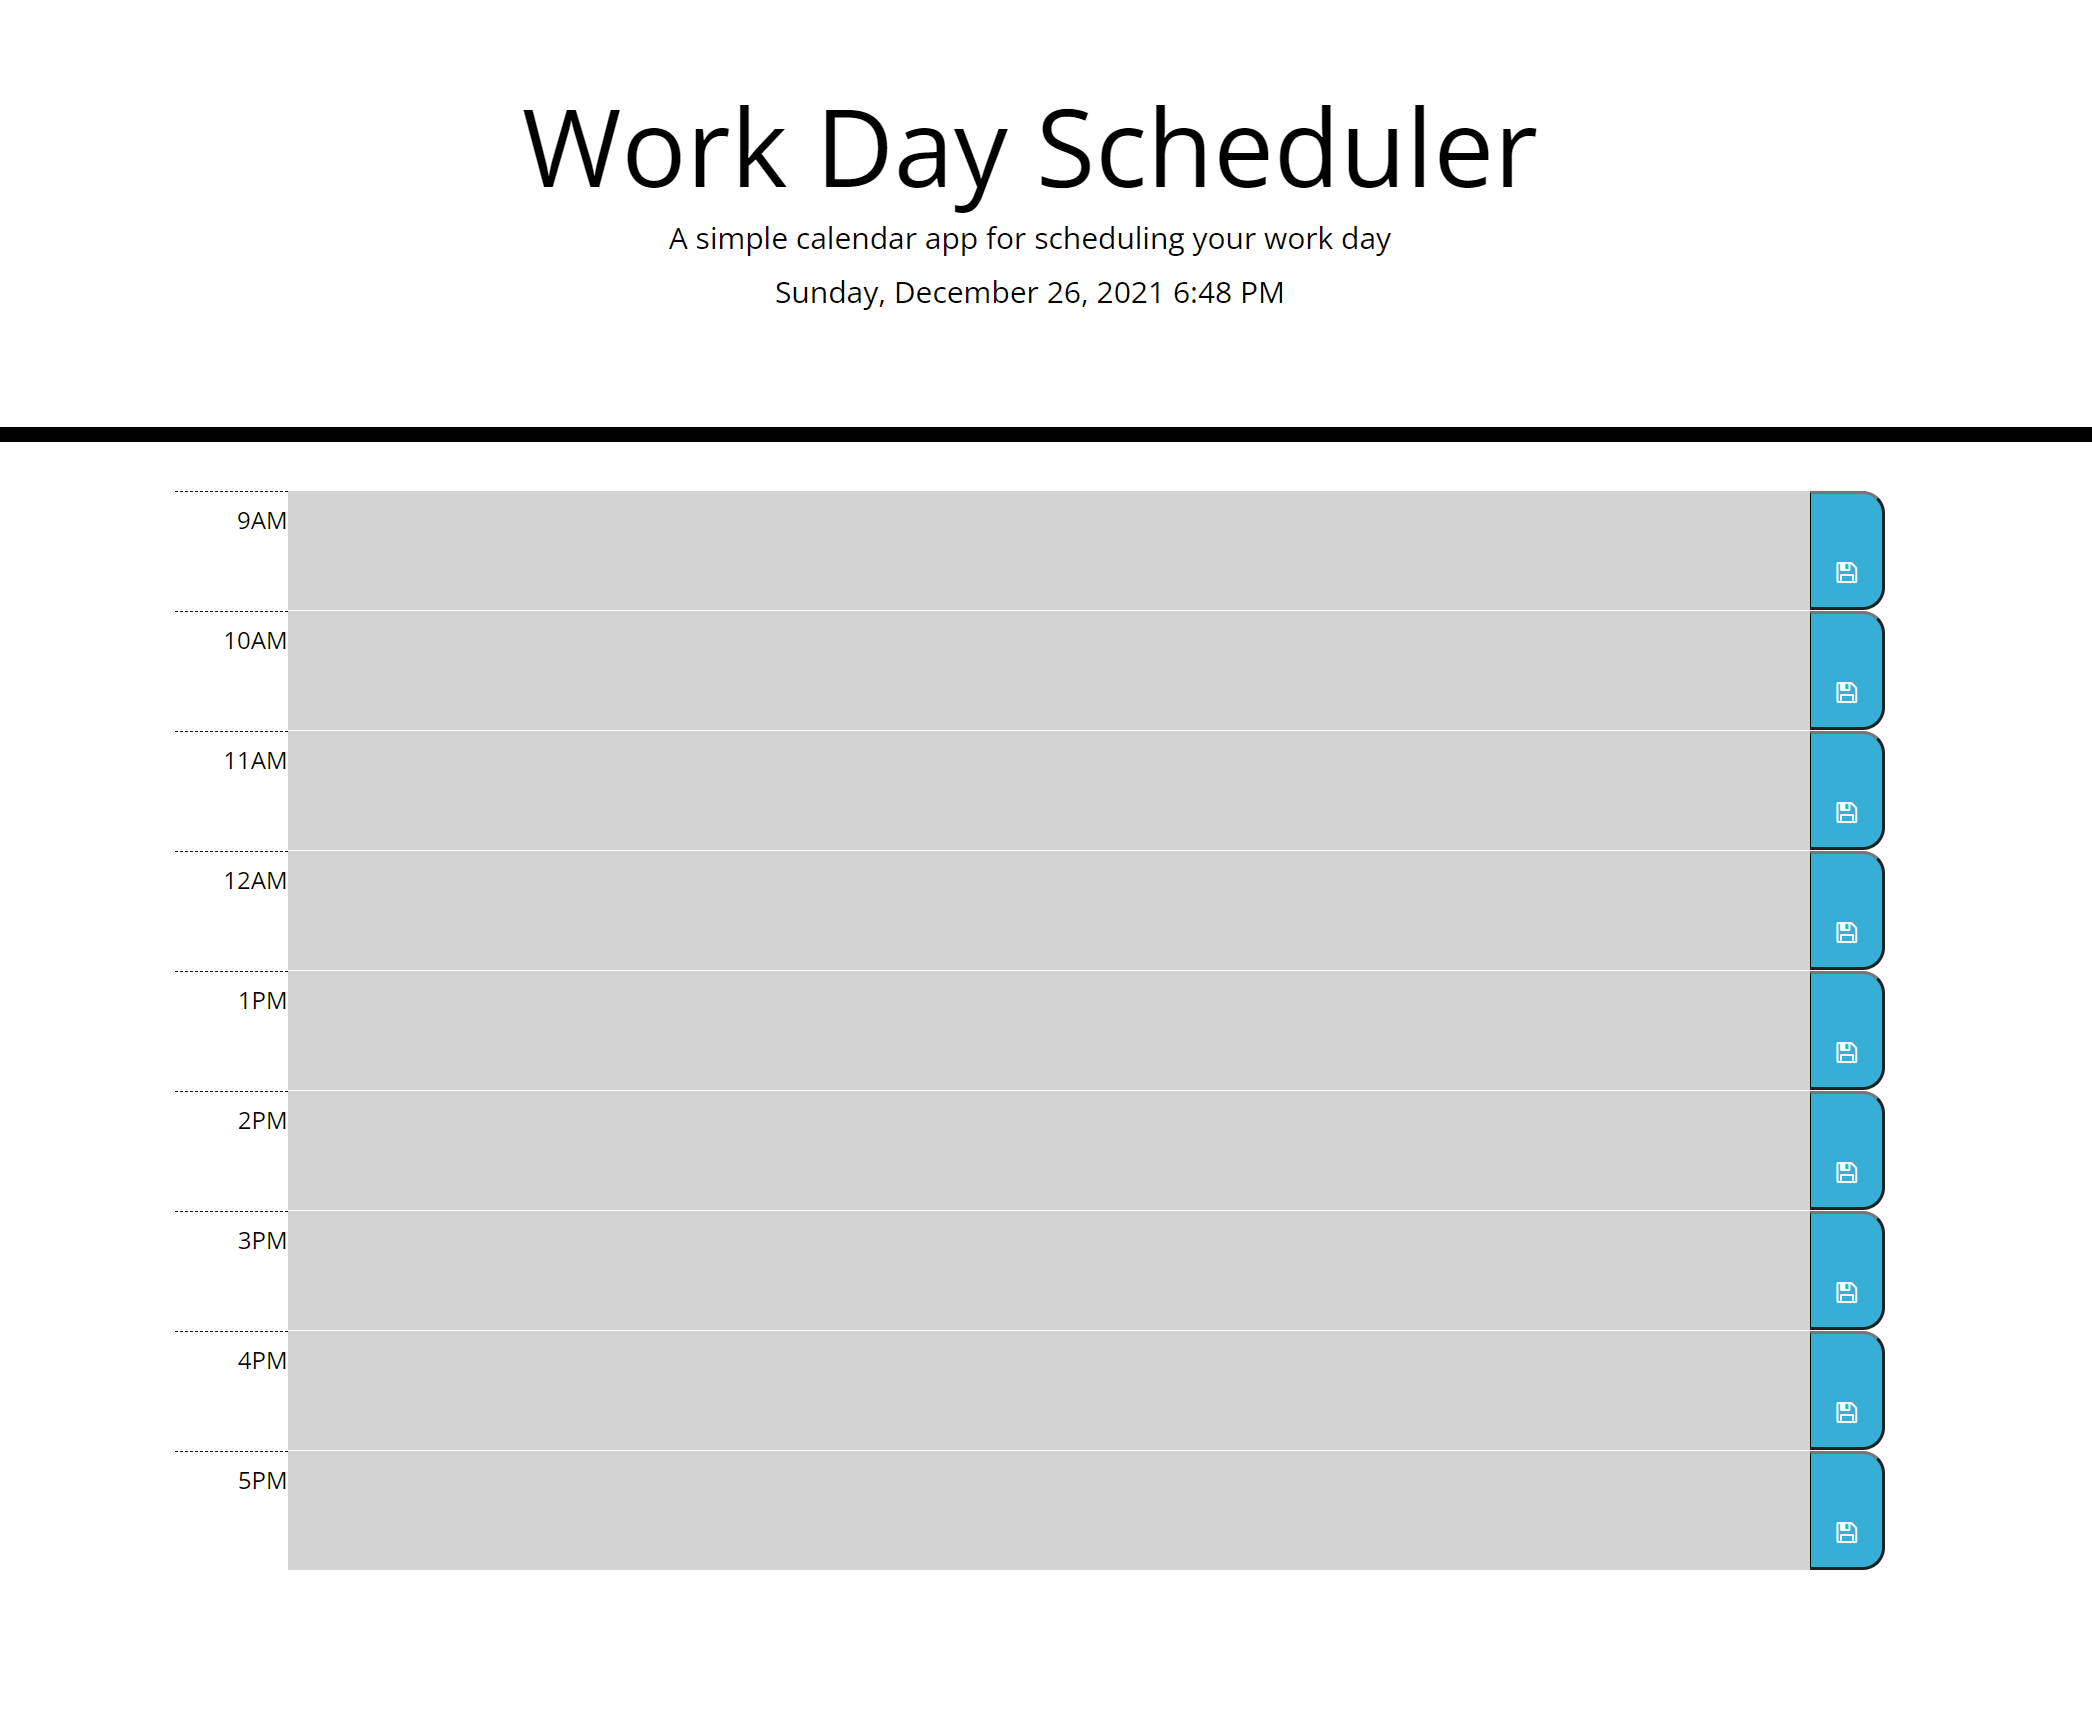 Work Day Scheduler
A simple calendar app for scheduling your work day
Sunday, December 26, 2021 6:48 PM
9AM
10AM
11AM
12AM
1PM
2PM
3PM
4PM
5PM